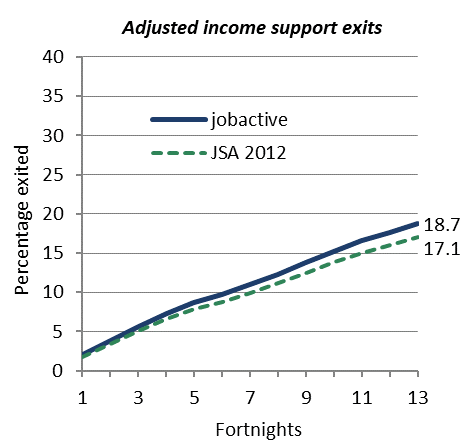 Adjusted income support exits
40
35
30
25
20
15
10
5
0
Percentage exited
jobactive
JSA 2012
18.7
17.1
1 3 5 7 9 11 13
Fortnights